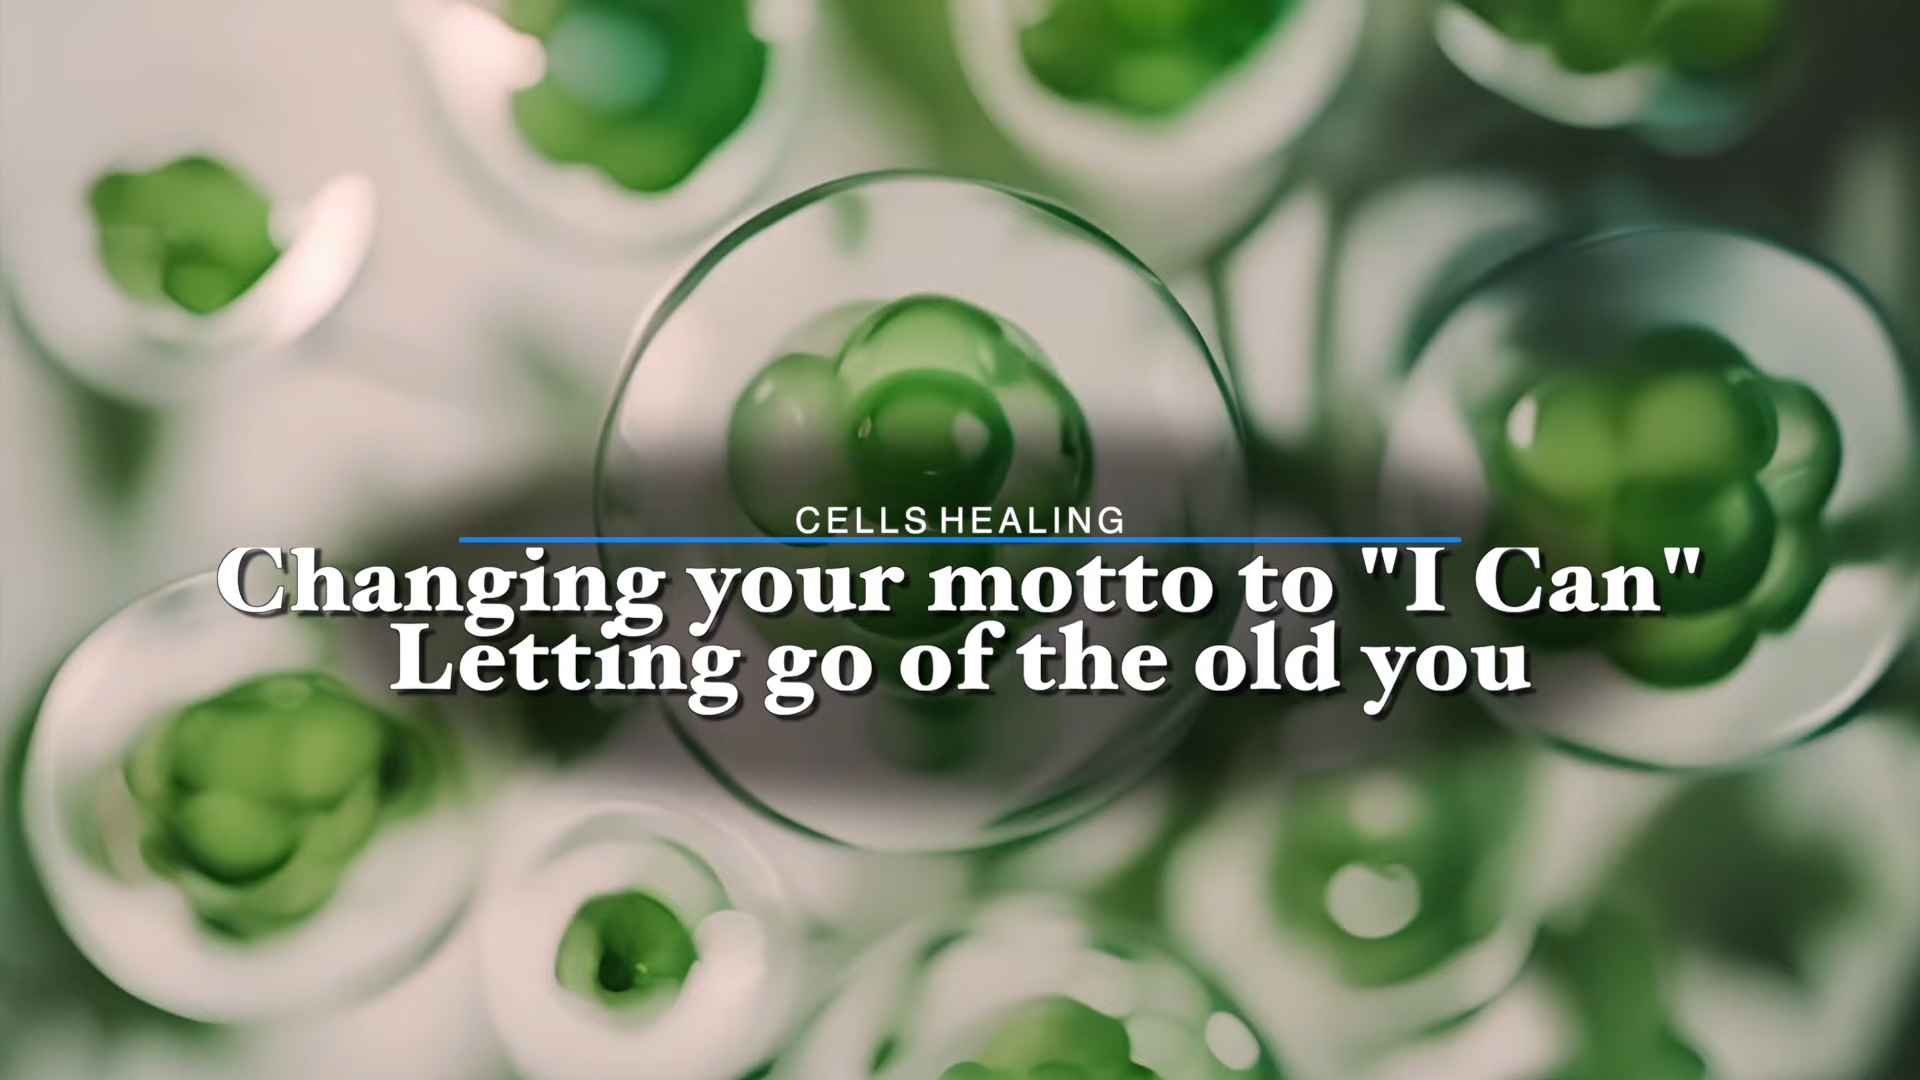 CELLS HEALING
Changing your motto to "I Can"
Letting go of the old you